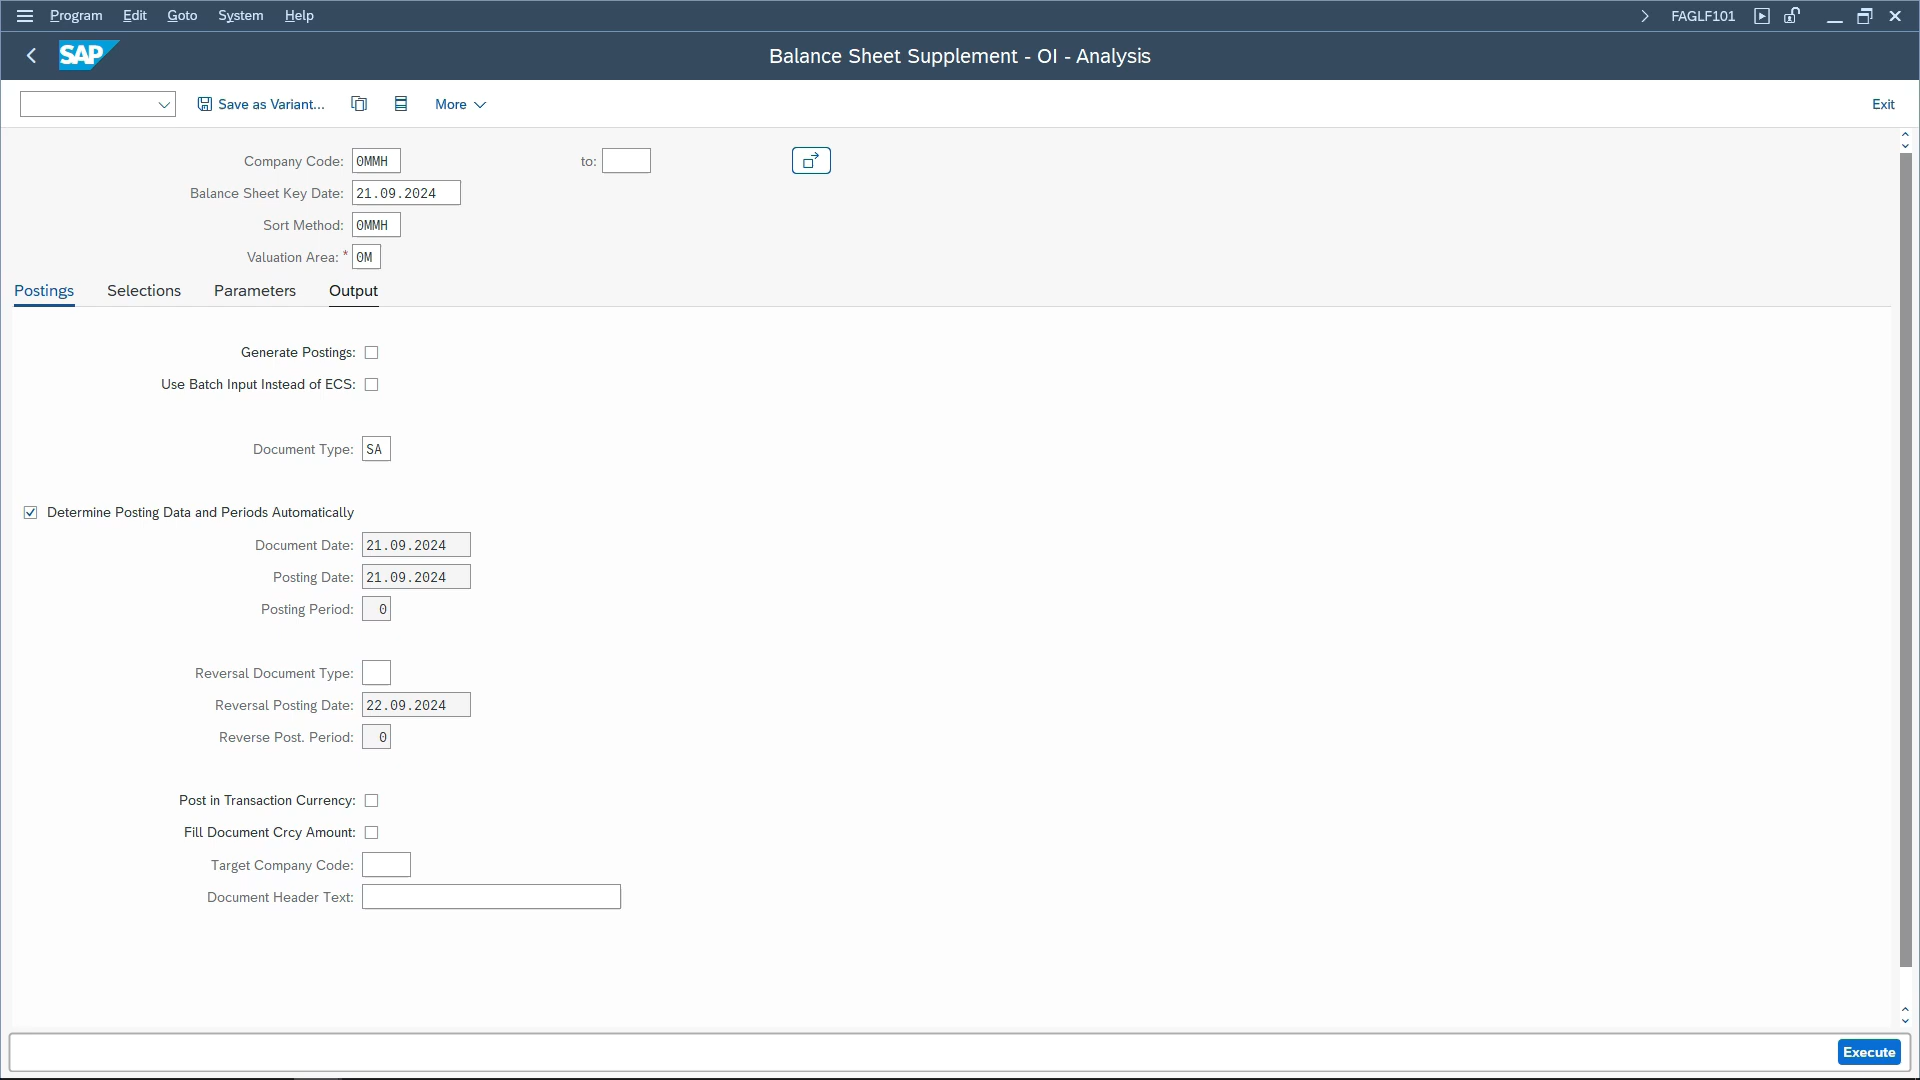 Program Edit Goto System Help FAGLF101
SAP Balance Sheet Supplement - OI - Analysis
Save as Variant... More Exit
Company Code: 0MMH to:
Balance Sheet Key Date: 21.09.2024
Sort Method: 0MMH
Valuation Area: * 0M
Postings Selections Parameters Output
Generate Postings:
Use Batch Input Instead of ECS:
Document Type: SA
Determine Posting Data and Periods Automatically
Document Date: 21.09.2024
Posting Date: 21.09.2024
Posting Period: 0
Reversal Document Type:
Reversal Posting Date: 22.09.2024
Reverse Post. Period: 0
Post in Transaction Currency:
Fill Document Crcy Amount:
Target Company Code:
Document Header Text:
Execute